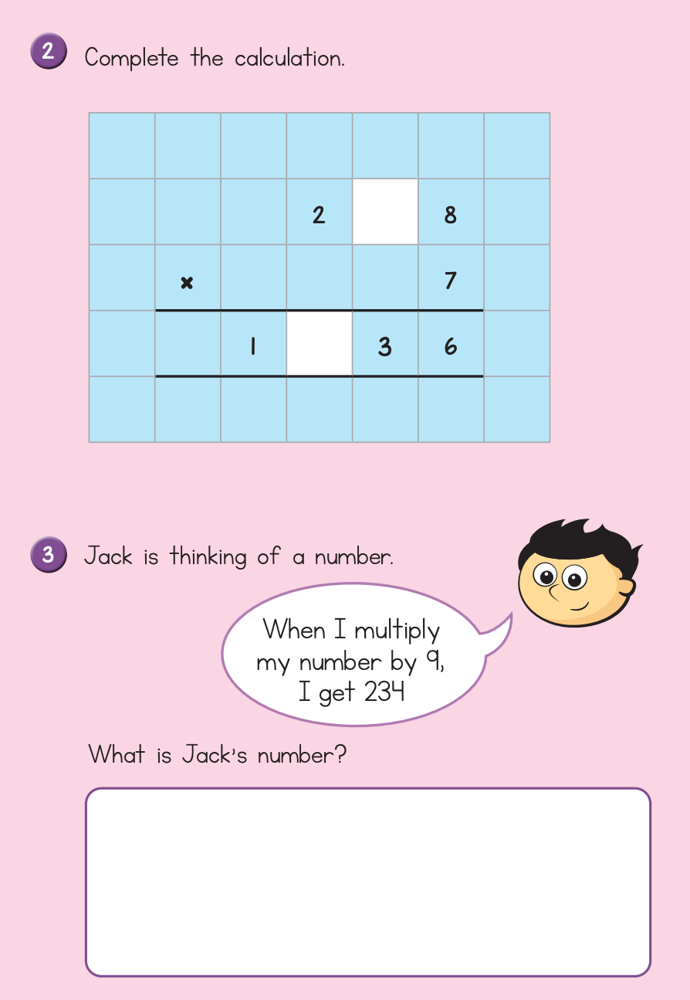 2 Complete the calculation.
2 8
× 7
1 3 6
3 Jack is thinking of a number.
When I multiply
my number by 9,
I get 234
What is Jack's number?